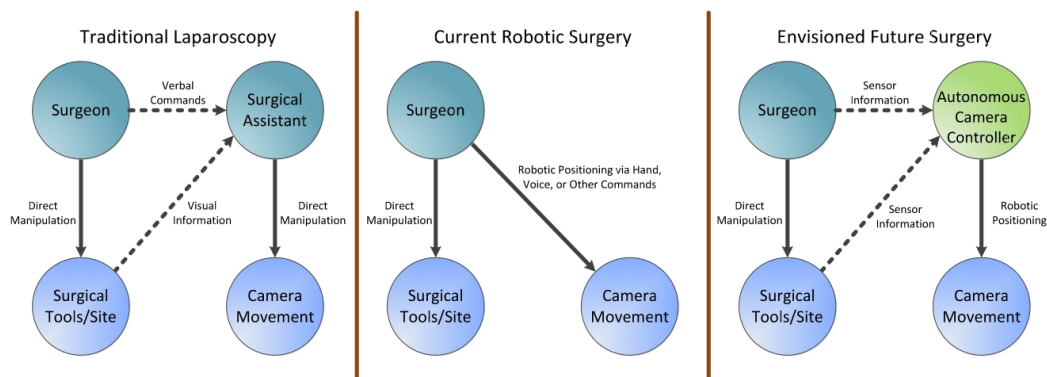 Traditional Laparoscopy
Surgeon
Verbal
Commands
Surgical
Assistant
Direct
Manipulation
Visual
Information
Direct
Manipulation
Surgical
Tools/Site
Camera
Movement
Current Robotic Surgery
Surgeon
Robotic Positioning via Hand,
Voice, or Other Commands
Direct
Manipulation
Surgical
Tools/Site
Camera
Movement
Envisioned Future Surgery
Surgeon
Sensor
Information
Autonomous
Camera
Controller
Direct
Manipulation
Sensor
Information
Robotic
Positioning
Surgical
Tools/Site
Camera
Movement